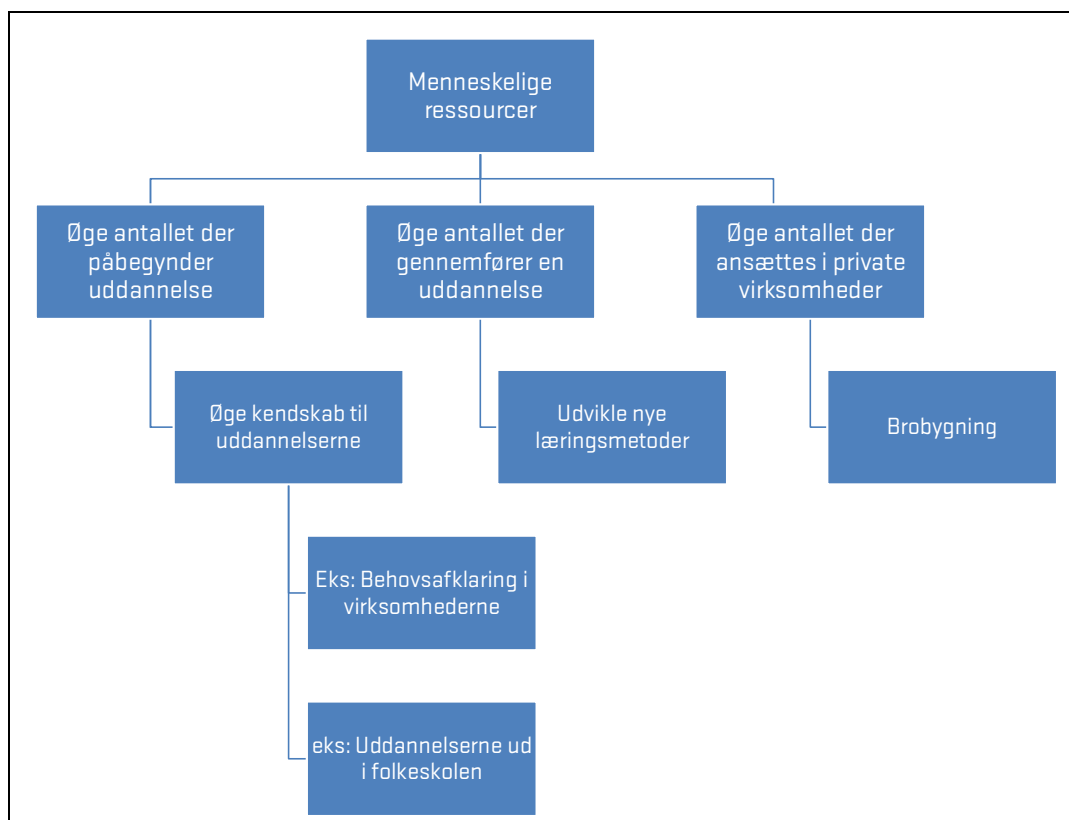 Menneskelige
ressourcer
Øge antallet der
påbegynder
uddannelse
Øge antallet der
gennemfører en
uddannelse
Øge antallet der
ansættes i private
virksomheder
Øge kendskab til
uddannelserne
Udvikle nye
læringsmetoder
Brobygning
Eks: Behovsafklaring i
virksomhederne
eks: Uddannelserne ud
i folkeskolen